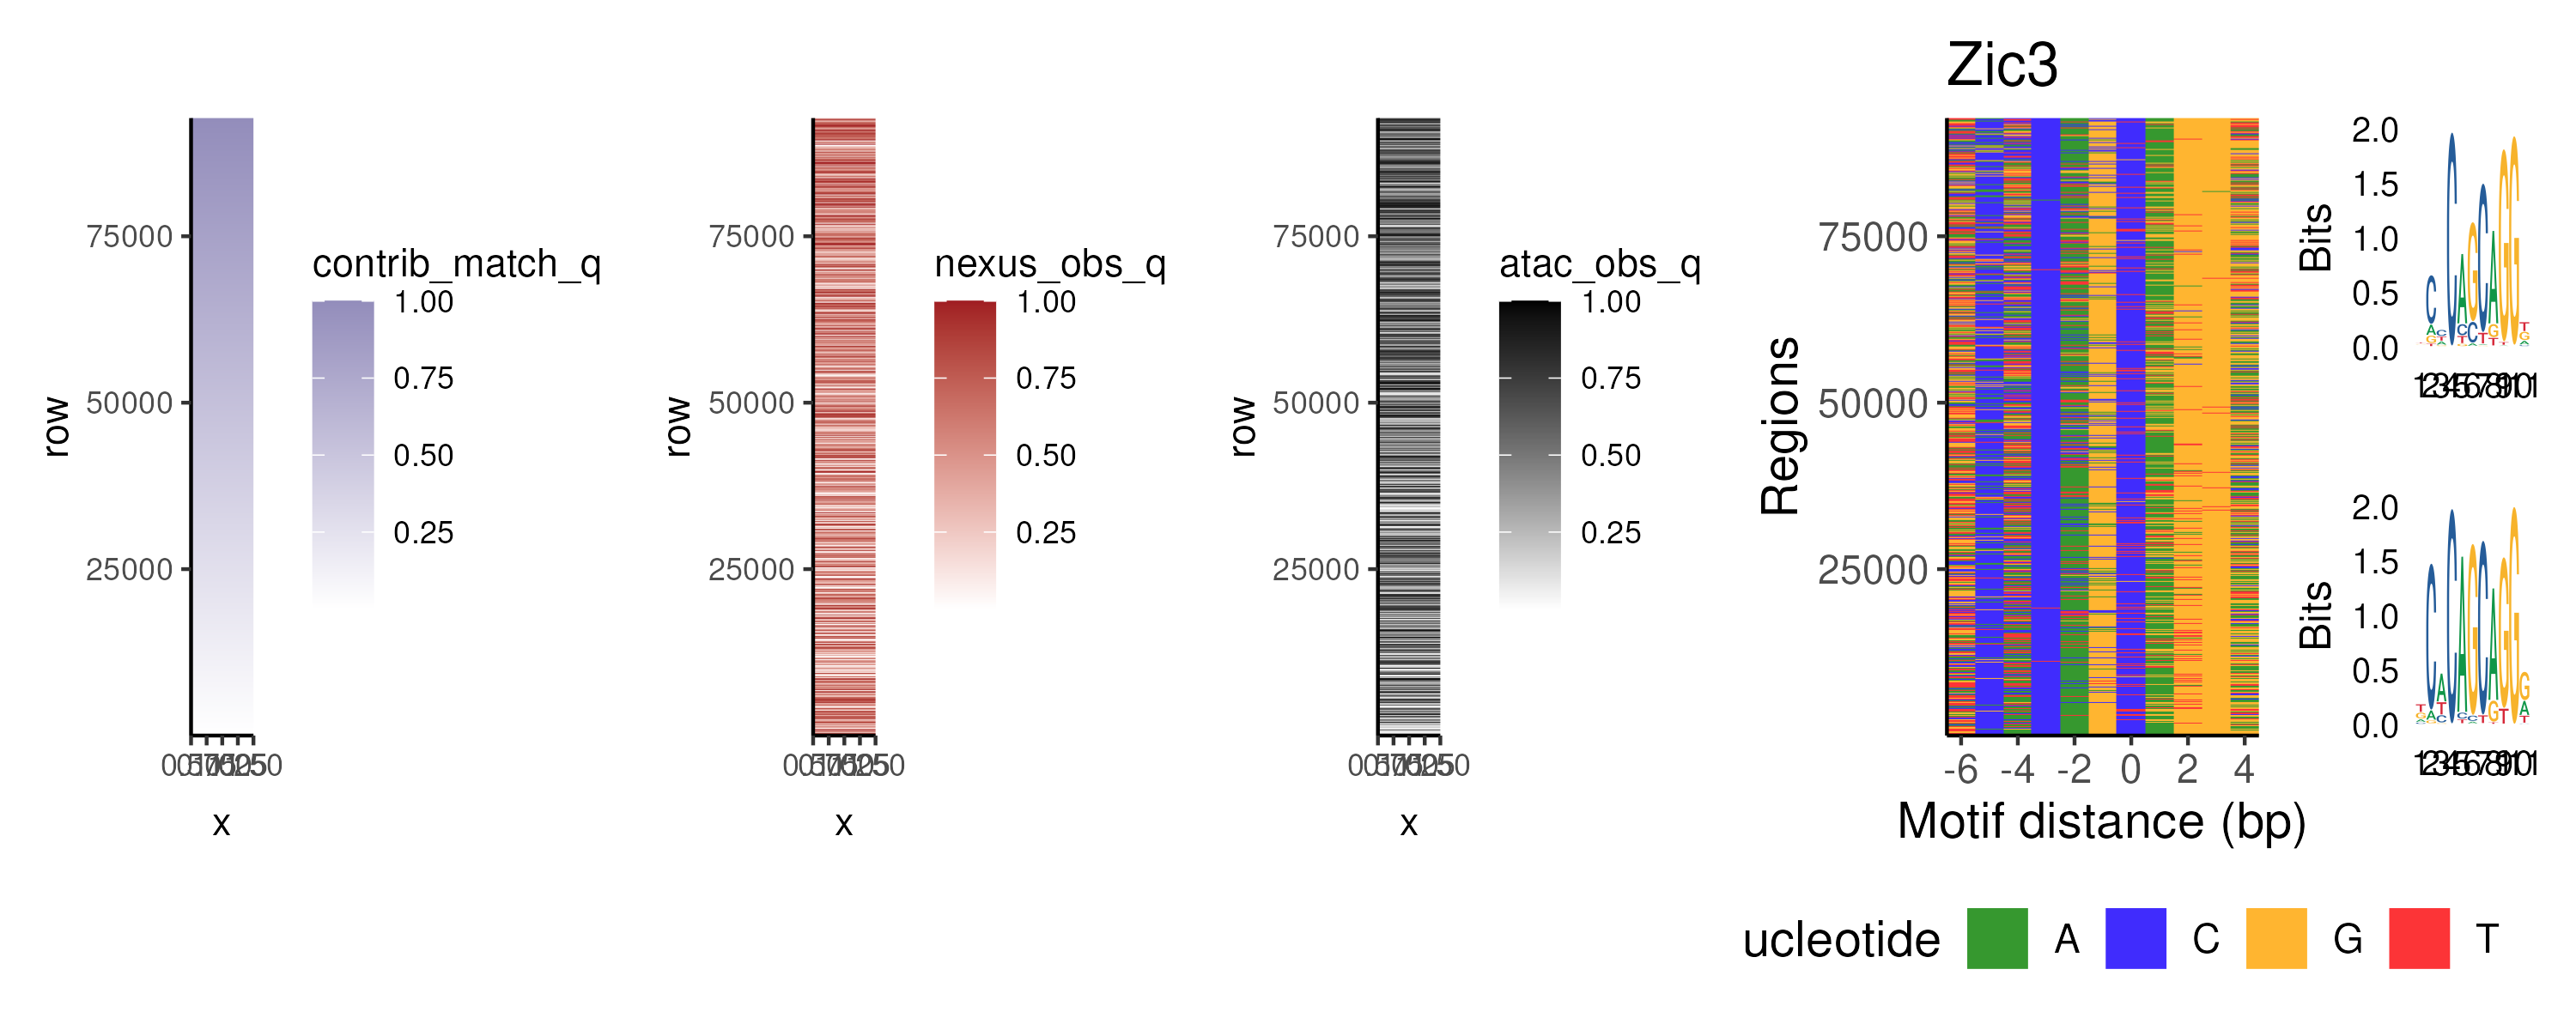 Zic3
75000
50000
25000
row
x
contrib_match_q
1.00
0.75
0.50
0.25
75000
50000
25000
row
x
nexus_obs_q
1.00
0.75
0.50
0.25
75000
50000
25000
row
x
atac_obs_q
1.00
0.75
0.50
0.25
Regions
75000
50000
25000
-6 -4 -2 0 2 4
Motif distance (bp)
Bits
2.0
1.5
1.0
0.5
0.0
Bits
2.0
1.5
1.0
0.5
0.0
ucleotide A C G T